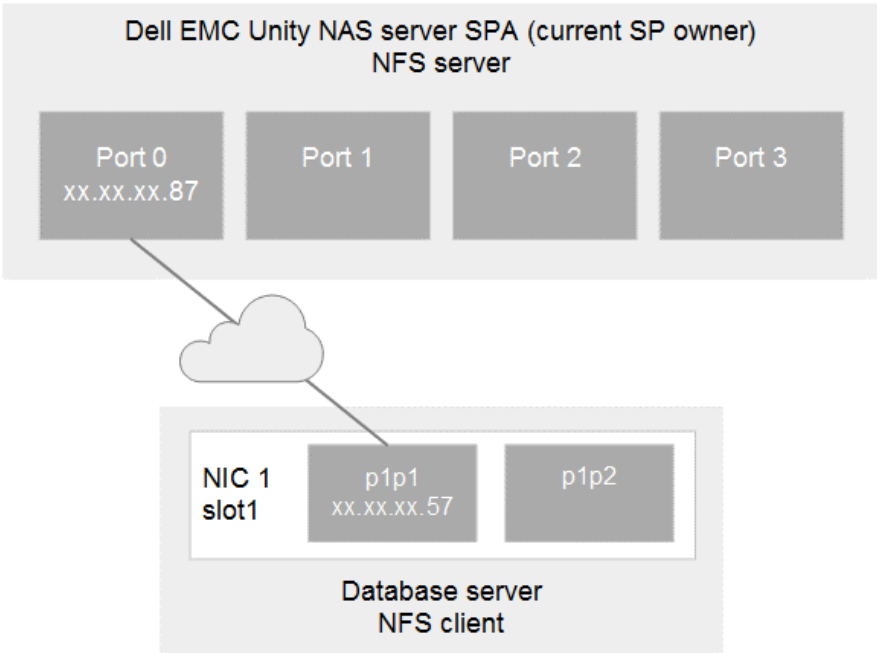 Dell EMC Unity NAS server SPA (current SP owner)
NFS server
Port 0
xx.xx.xx.87
Port 1
Port 2
Port 3
NIC 1
slot1
p1p1
xx.xx.xx.57
p1p2
Database server
NFS client